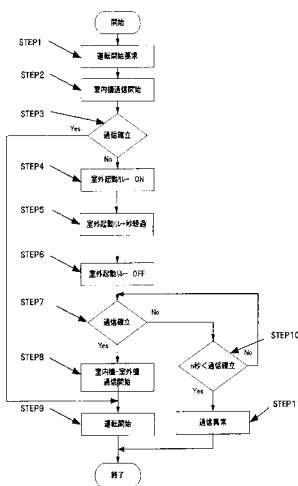 開始
STEP1
運転開始要求
STEP2
室内機通信開始
STEP3
通信確立
Yes
No
STEP4
室外起動リレー ON
STEP5
室外起動リレー秒経過
STEP6
室外起動リレー OFF
STEP7
通信確立
No
Yes
STEP10
n秒<通信確立
No
Yes
STEP8
室内機-室外機
通信開始
STEP9
運転開始
STEP1
通信異常
終了